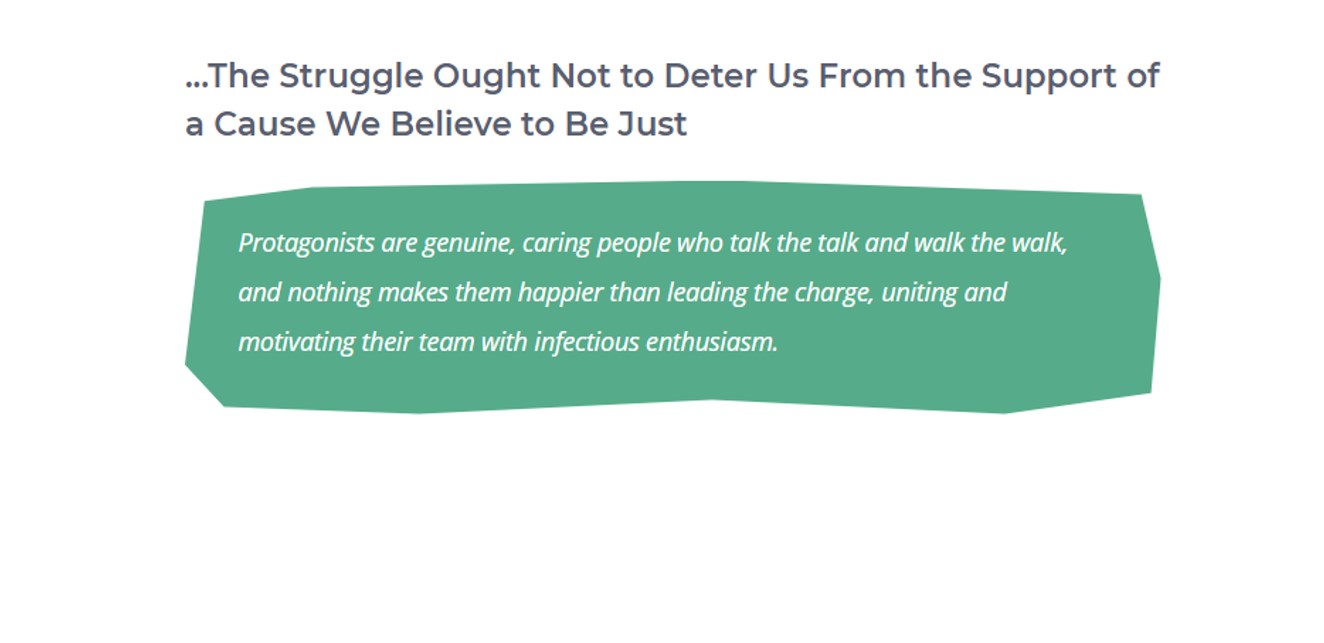 ...The Struggle Ought Not to Deter Us From the Support of
a Cause We Believe to Be Just
Protagonists are genuine, caring people who talk the talk and walk the walk,
and nothing makes them happier than leading the charge, uniting and
motivating their team with infectious enthusiasm.